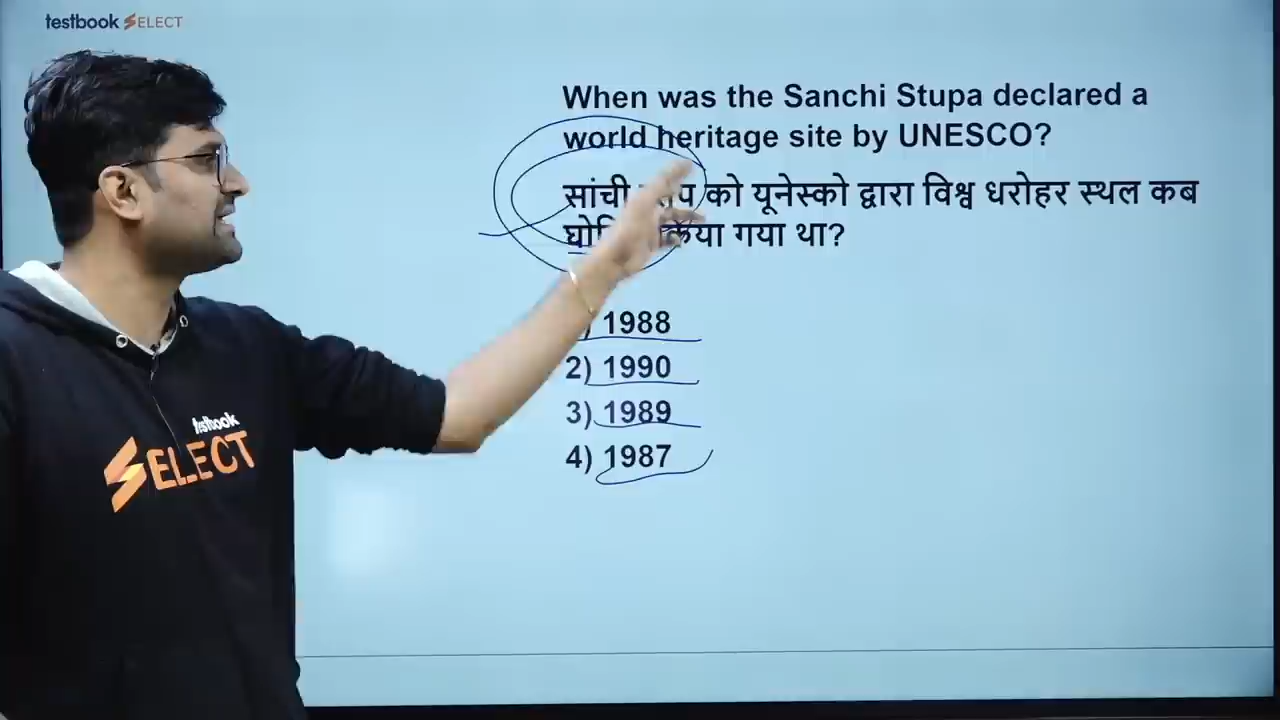 testbook SELECT
When was the Sanchi Stupa declared a
world heritage site by UNESCO?
सांची को यूनेस्को द्वारा विश्व धरोहर स्थल कब
गया था?
1988
2) 1990
3) 1989
4) 1987
testbook
SELECT